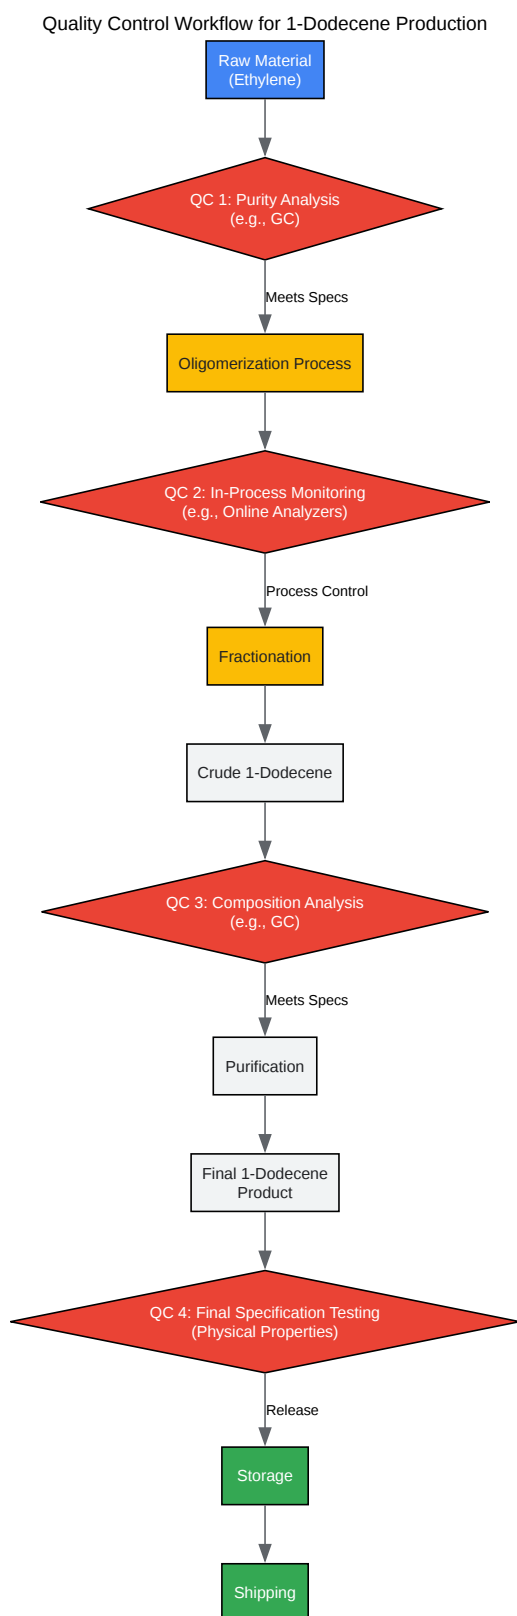 Quality Control Workflow for 1-Dodecene Production
Raw Material
(Ethylene)
QC 1: Purity Analysis
(e.g., GC)
Meets Specs
Oligomerization Process
QC 2: In-Process Monitoring
(e.g., Online Analyzers)
Process Control
Fractionation
Crude 1-Dodecene
QC 3: Composition Analysis
(e.g., GC)
Meets Specs
Purification
Final 1-Dodecene
Product
QC 4: Final Specification Testing
(Physical Properties)
Release
Storage
Shipping